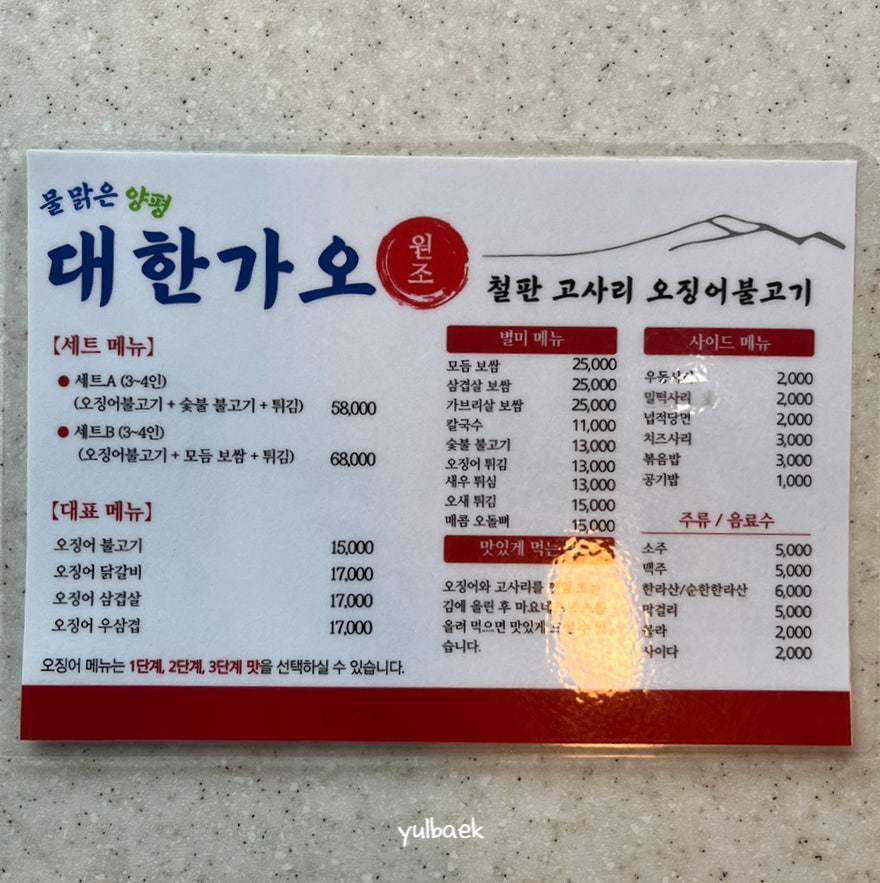 물 맑은 양평
대한가오
원조
철판 고사리 오징어불고기
【세트 메뉴】
● 세트A (3~4인)
(오징어불고기 + 숯불 불고기 + 튀김) 58,000
● 세트B (3~4인)
(오징어불고기 + 모듬 보쌈 + 튀김) 68,000
【대표 메뉴】
오징어 불고기 15,000
오징어 닭갈비 17,000
오징어 삼겹살 17,000
오징어 우삼겹 17,000
오징어 메뉴는 1단계, 2단계, 3단계 맛을 선택하실 수 있습니다.
별미 메뉴
모듬 보쌈 25,000
삼겹살 보쌈 25,000
가브리살 보쌈 25,000
칼국수 11,000
숯불 불고기 13,000
오징어 튀김 13,000
새우 튀심 13,000
오새 튀김 15,000
매콤 오돌뼈 15,000
맛있게 먹는
오징어와 고사리를
김에 올린 후
올려 먹으면 맛있게
습니다.
사이드 메뉴
우동사리 2,000
밀떡사리 2,000
넙적당면 2,000
치즈사리 3,000
볶음밥 3,000
공기밥 1,000
주류 / 음료수
소주 5,000
맥주 5,000
한라산/순한한라산 6,000
막걸리 5,000
2,000
사이다 2,000
yulbaek